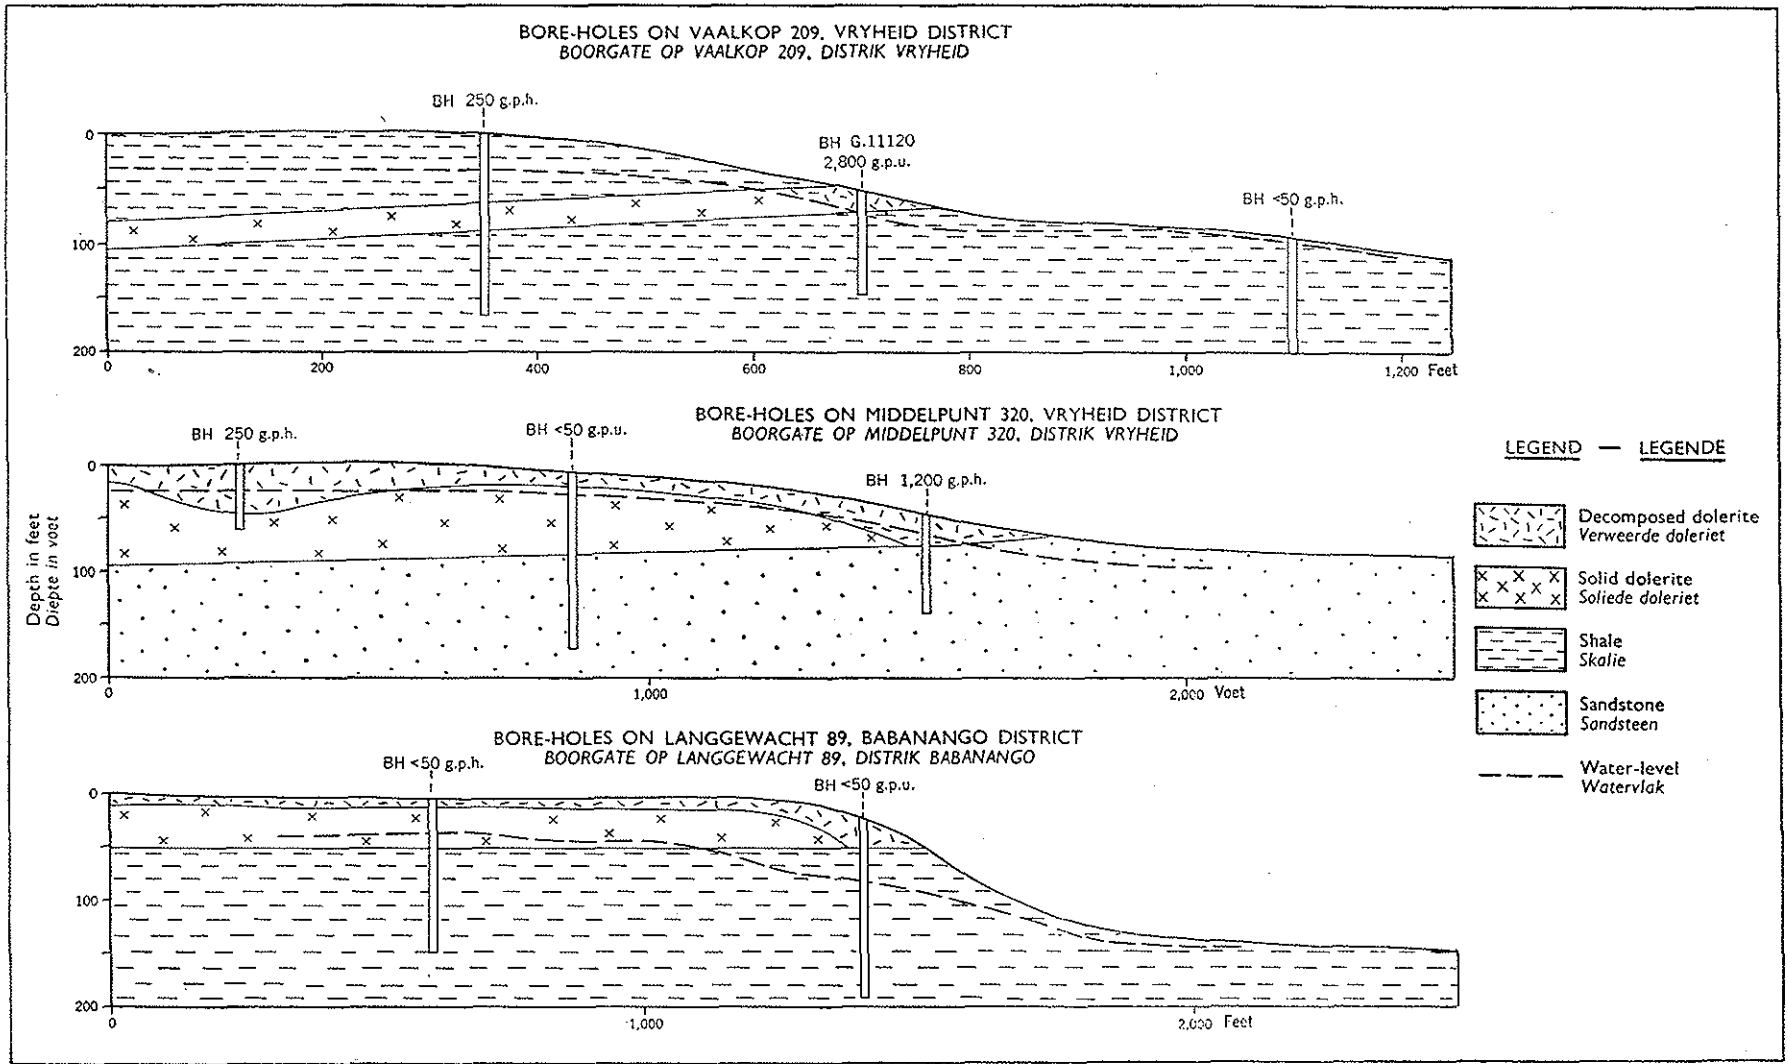 BORE-HOLES ON VAALKOP 209, VRYHEID DISTRICT
BOORGATE OP VAALKOP 209, DISTRIK VRYHEID
BH 250 g.p.h.
BH G.11120
2,800 g.p.u.
BH <50 g.p.h.
0
100
200
0
200
400
600
800
1,000
1,200 Feet
BORE-HOLES ON MIDDELPUNT 320, VRYHEID DISTRICT
BOORGATE OP MIDDELPUNT 320, DISTRIK VRYHEID
BH 250 g.p.h.
BH <50 g.p.u.
BH 1,200 g.p.h.
Depth in feet
Diepte in voet
0
100
200
0
1,000
2,000 Voet
BORE-HOLES ON LANGGEWACHT 89, BABANANGO DISTRICT
BOORGATE OP LANGGEWACHT 89, DISTRIK BABANANGO
BH <50 g.p.h.
BH <50 g.p.u.
0
100
200
0
1,000
2,000 Feet
LEGEND — LEGENDE
Decomposed dolerite
Verweerde doleriet
Solid dolerite
Soliede doleriet
Shale
Skalie
Sandstone
Sandsteen
Water-level
Watervlak